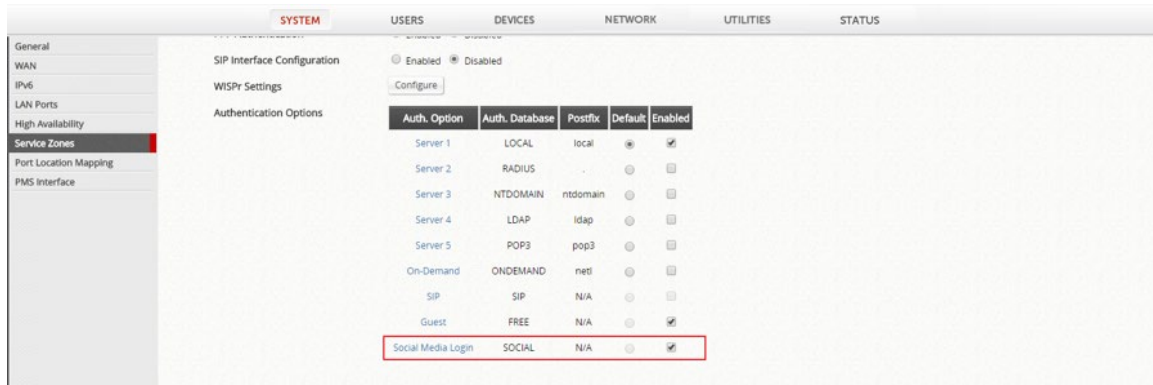 SYSTEM USERS DEVICES NETWORK UTILITIES STATUS
General
WAN
IPv6
LAN Ports
High Availability
Service Zones
Port Location Mapping
PMS Interface
SIP Interface Configuration Enabled Disabled
WISPr Settings Configure
Authentication Options
Auth. Option Auth. Database Postfix Default Enabled
Server 1 LOCAL local
Server 2 RADIUS .
Server 3 NTDOMAIN ntdomain
Server 4 LDAP ldap
Server 5 POP3 pop3
On-Demand ONDEMAND netl
SIP SIP N/A
Guest FREE N/A
Social Media Login SOCIAL N/A